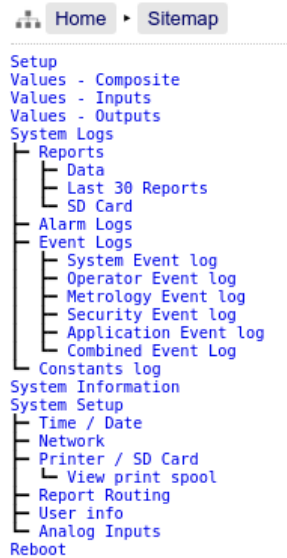 Home ▸ Sitemap
Setup
Values - Composite
Values - Inputs
Values - Outputs
System Logs
Reports
Data
Last 30 Reports
SD Card
Alarm Logs
Event Logs
System Event log
Operator Event log
Metrology Event log
Security Event log
Application Event log
Combined Event Log
Constants log
System Information
System Setup
Time / Date
Network
Printer / SD Card
View print spool
Report Routing
User info
Analog Inputs
Reboot